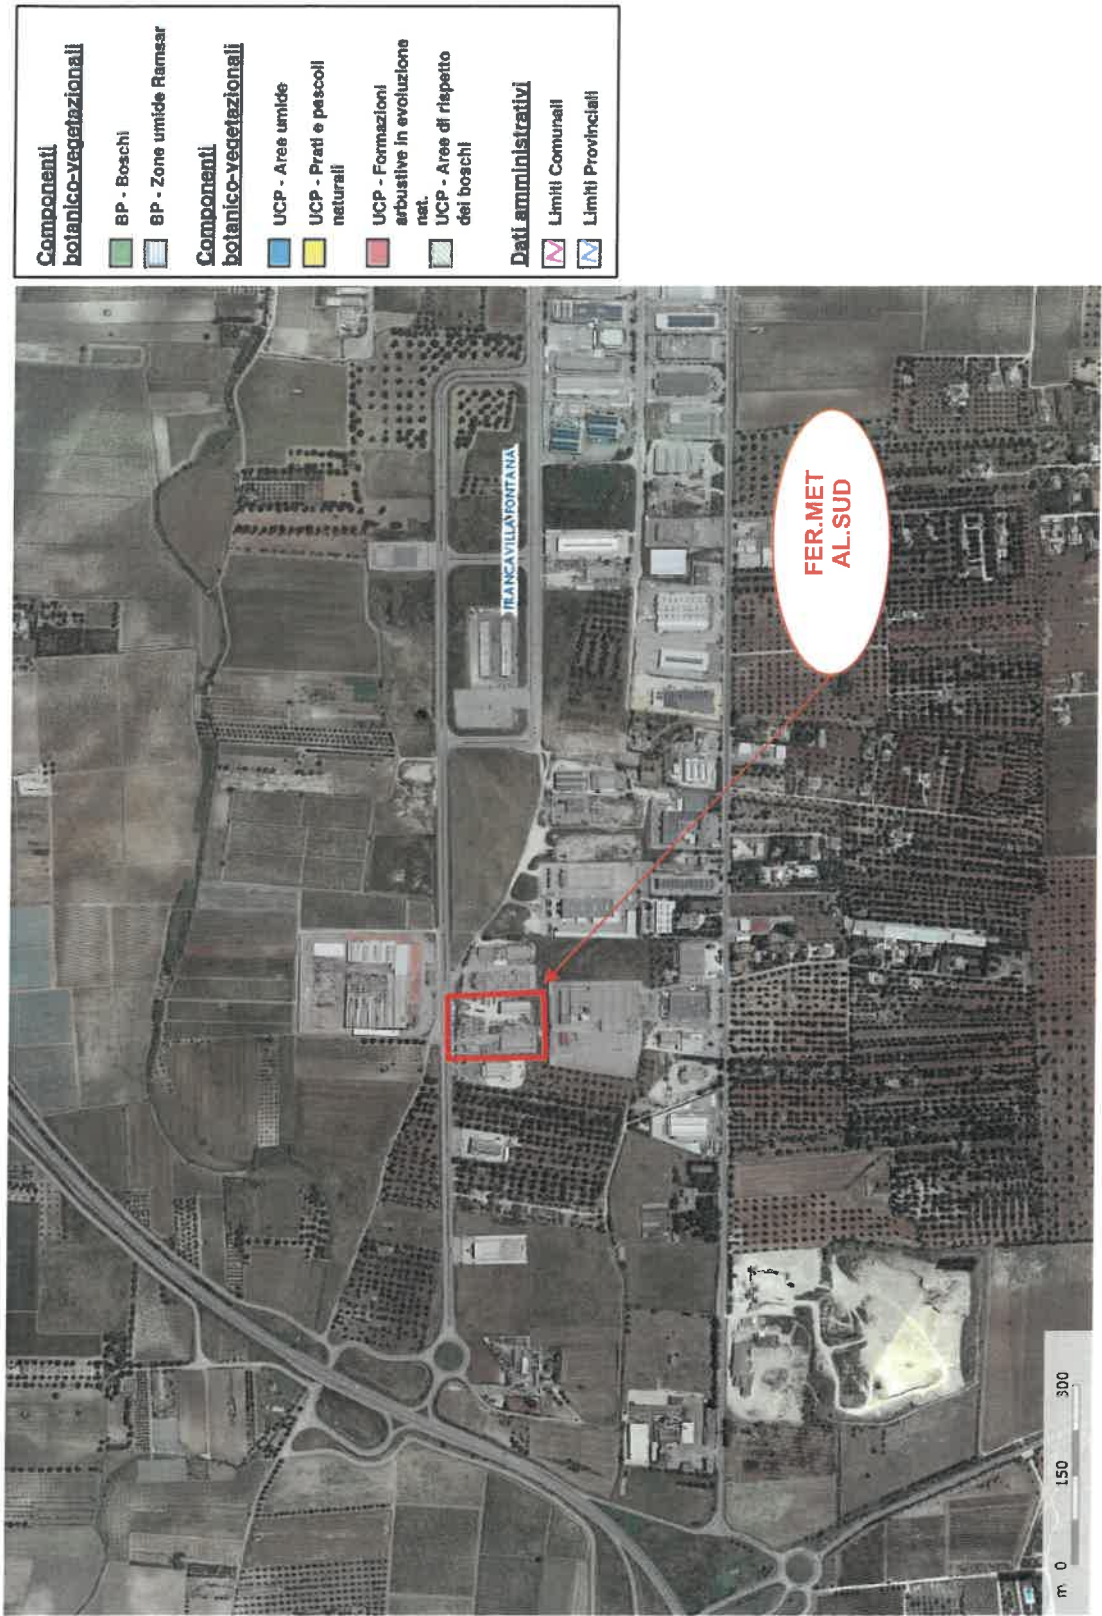 Componenti
botanico-vegetazionali
BP - Boschi
BP - Zone umide Ramsar
Componenti
botanico-vegetazionali
UCP - Aree umide
UCP - Prati e pascoli
naturali
UCP - Formazioni
arbustive in evoluzione
nat.
UCP - Aree di rispetto
dei boschi
Dati amministrativi
Limiti Comunali
Limiti Provinciali
FRANCAVILLA FONTANA
FER.MET
AL.SUD
m 0 150 300